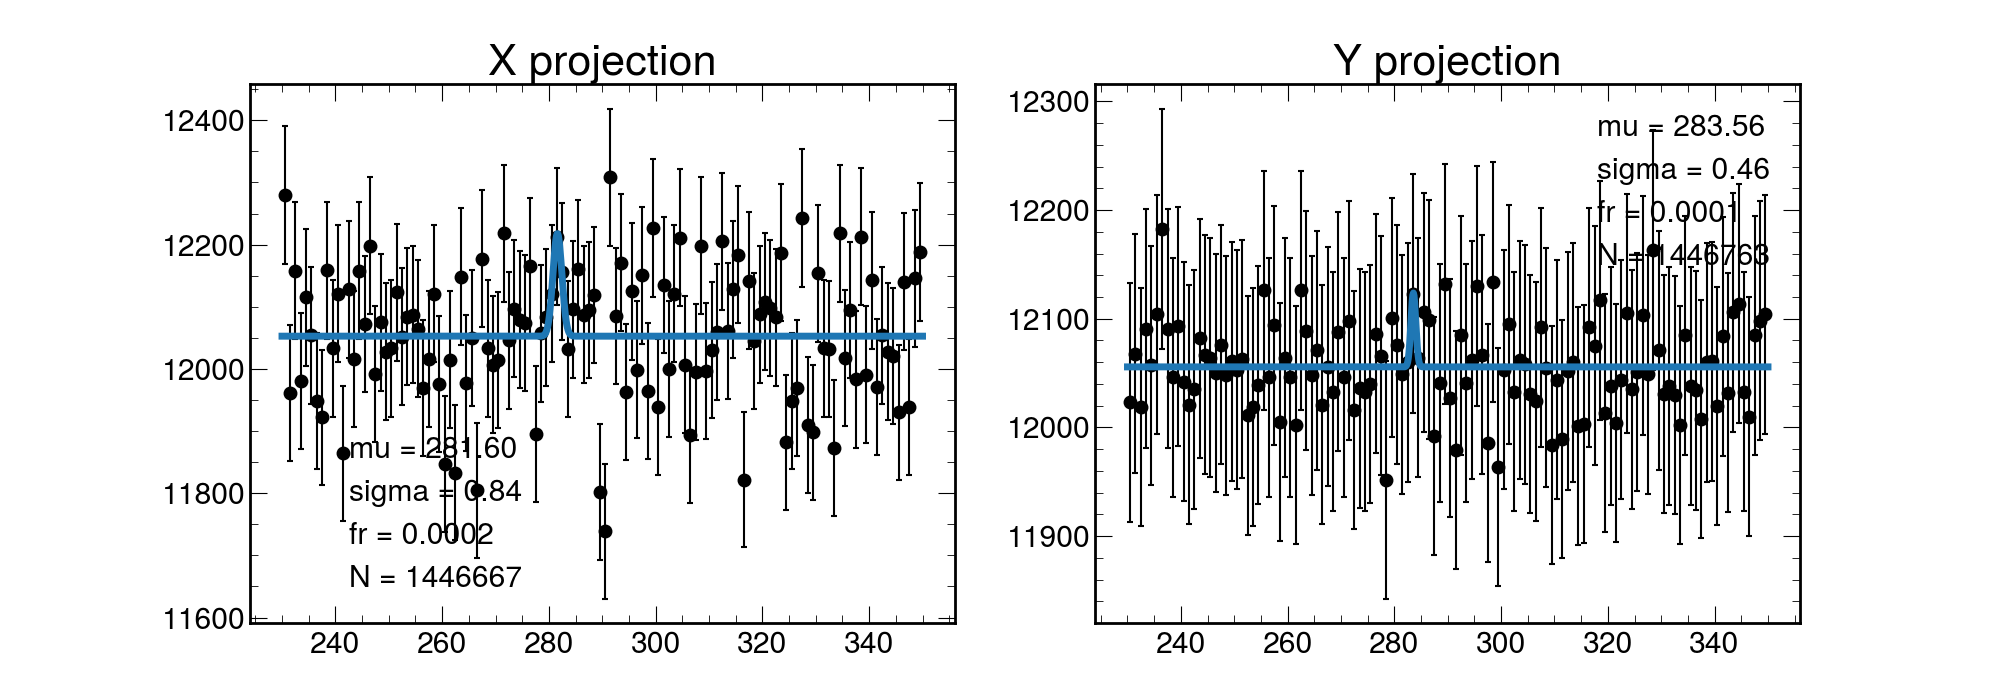 X projection
12400
12200
12000
11800
11600
240 260 280 300 320 340
mu = 281.60
sigma = 0.84
fr = 0.0002
N = 1446667
Y projection
12300
12200
12100
12000
11900
240 260 280 300 320 340
mu = 283.56
sigma = 0.46
fr = 0.0001
N = 1446763